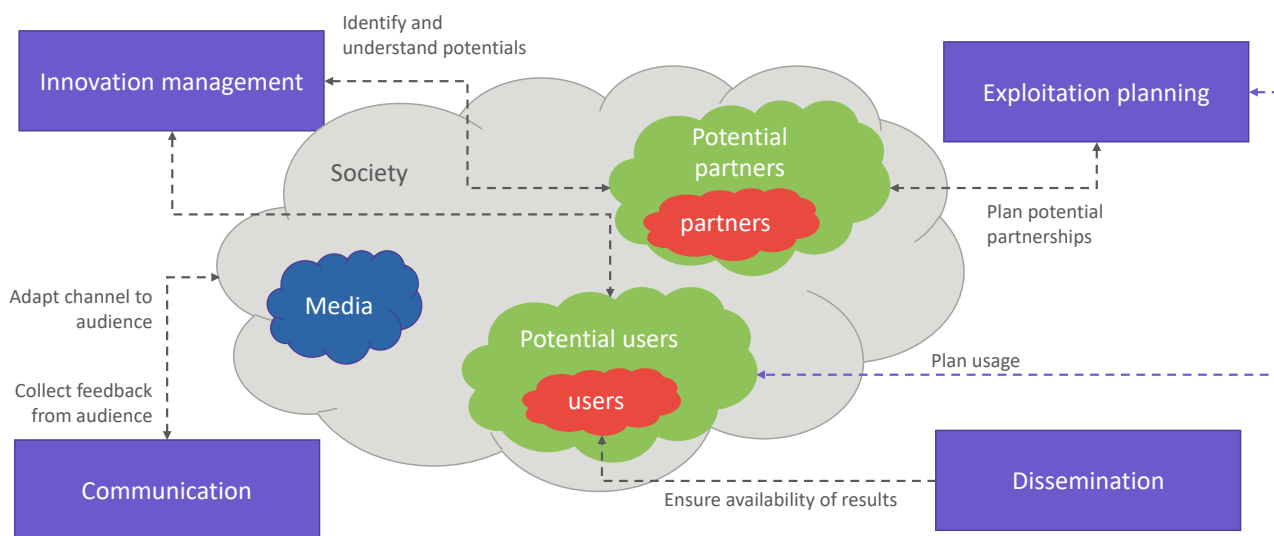 Identify and
understand potentials
Innovation management
Exploitation planning
Potential
partners
Society
partners
Plan potential
partnerships
Adapt channel to
audience
Media
Potential users
Plan usage
Collect feedback
from audience
users
Communication
Ensure availability of results
Dissemination